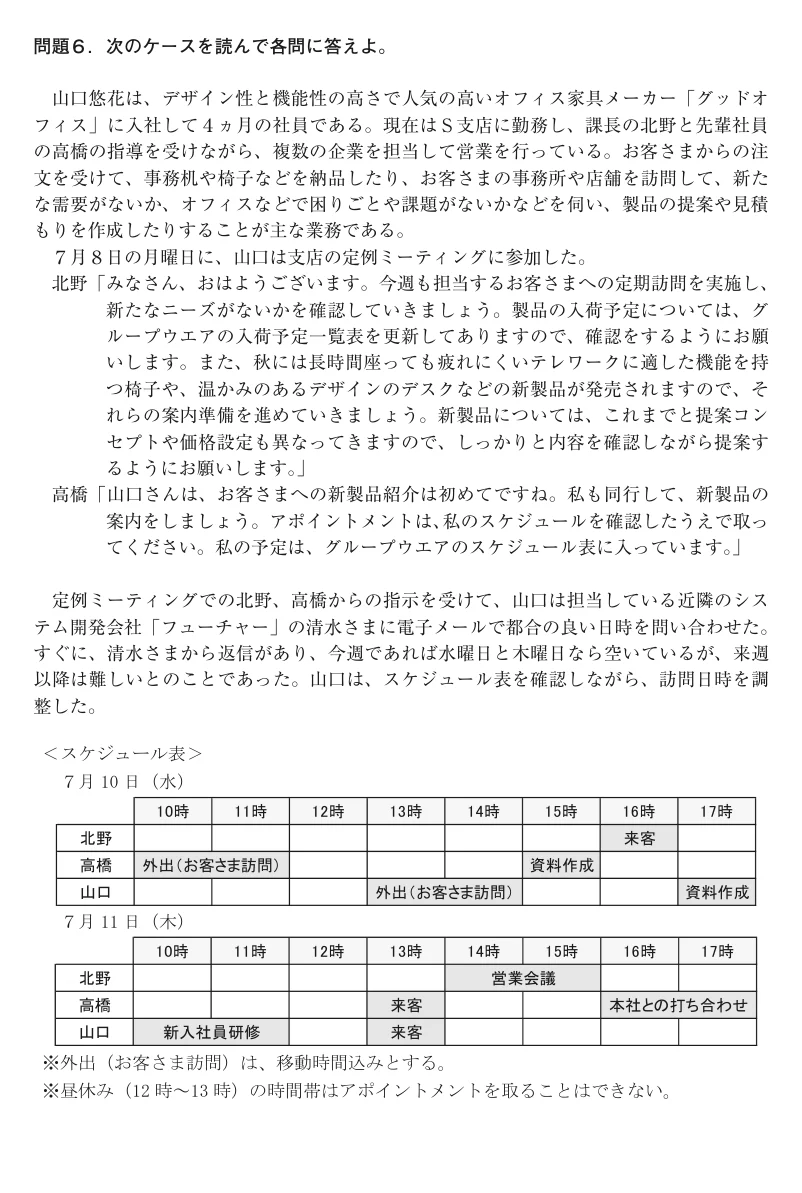 問題６．次のケースを読んで各問に答えよ。
山口悠花は、デザイン性と機能性の高さで人気の高いオフィス家具メーカー「グッドオ
フィス」に入社して４ヵ月の社員である。現在はＳ支店に勤務し、課長の北野と先輩社員
の高橋の指導を受けながら、複数の企業を担当して営業を行っている。お客さまからの注
文を受けて、事務机や椅子などを納品したり、お客さまの事務所や店舗を訪問して、新た
な需要がないか、オフィスなどで困りごとや課題がないかなどを伺い、製品の提案や見積
もりを作成したりすることが主な業務である。
７月８日の月曜日に、山口は支店の定例ミーティングに参加した。
北野「みなさん、おはようございます。今週も担当するお客さまへの定期訪問を実施し、
新たなニーズがないかを確認していきましょう。製品の入荷予定については、グ
ループウエアの入荷予定一覧表を更新してありますので、確認をするようにお願
いします。また、秋には長時間座っても疲れにくいテレワークに適した機能を持
つ椅子や、温かみのあるデザインのデスクなどの新製品が発売されますので、そ
れらの案内準備を進めていきましょう。新製品については、これまでと提案コン
セプトや価格設定も異なってきますので、しっかりと内容を確認しながら提案す
るようにお願いします。」
高橋「山口さんは、お客さまへの新製品紹介は初めてですね。私も同行して、新製品の
案内をしましょう。アポイントメントは、私のスケジュールを確認したうえで取っ
てください。私の予定は、グループウエアのスケジュール表に入っています。」
定例ミーティングでの北野、高橋からの指示を受けて、山口は担当している近隣のシス
テム開発会社「フューチャー」の清水さまに電子メールで都合の良い日時を問い合わせた。
すぐに、清水さまから返信があり、今週であれば水曜日と木曜日なら空いているが、来週
以降は難しいとのことであった。山口は、スケジュール表を確認しながら、訪問日時を調
整した。
＜スケジュール表＞
７月 10 日（水）
10時 11時 12時 13時 14時 15時 16時 17時
北野 来客
高橋 外出（お客さま訪問） 資料作成
山口 外出（お客さま訪問） 資料作成
７月 11 日（木）
10時 11時 12時 13時 14時 15時 16時 17時
北野 営業会議
高橋 来客 本社との打ち合わせ
山口 新入社員研修 来客
※外出（お客さま訪問）は、移動時間込みとする。
※昼休み（12 時～13 時）の時間帯はアポイントメントを取ることはできない。